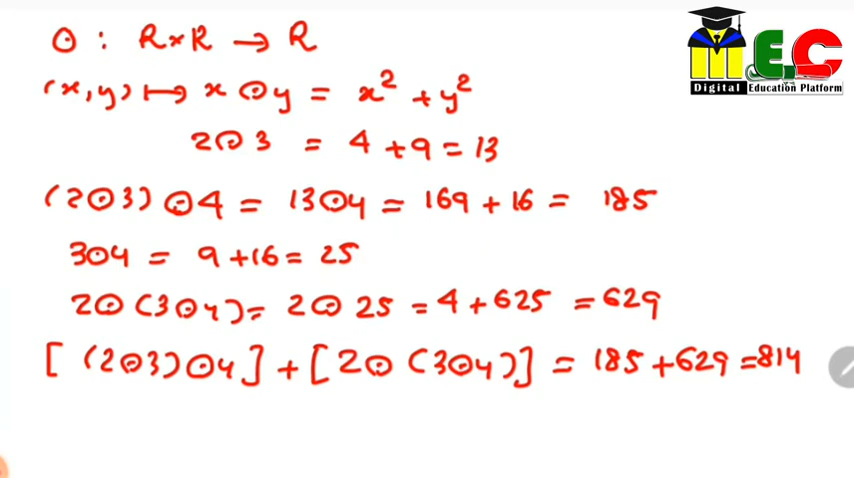 ⊙ : R×R → R
(x,y) ↦ x⊙y = x² + y²
2⊙3 = 4+9 = 13
(2⊙3)⊙4 = 13⊙4 = 169 + 16 = 185
3⊙4 = 9+16 = 25
2⊙(3⊙4) = 2⊙25 = 4+625 = 629
[(2⊙3)⊙4] + [2⊙(3⊙4)] = 185+629 = 814
MEC
Digital Education Platform